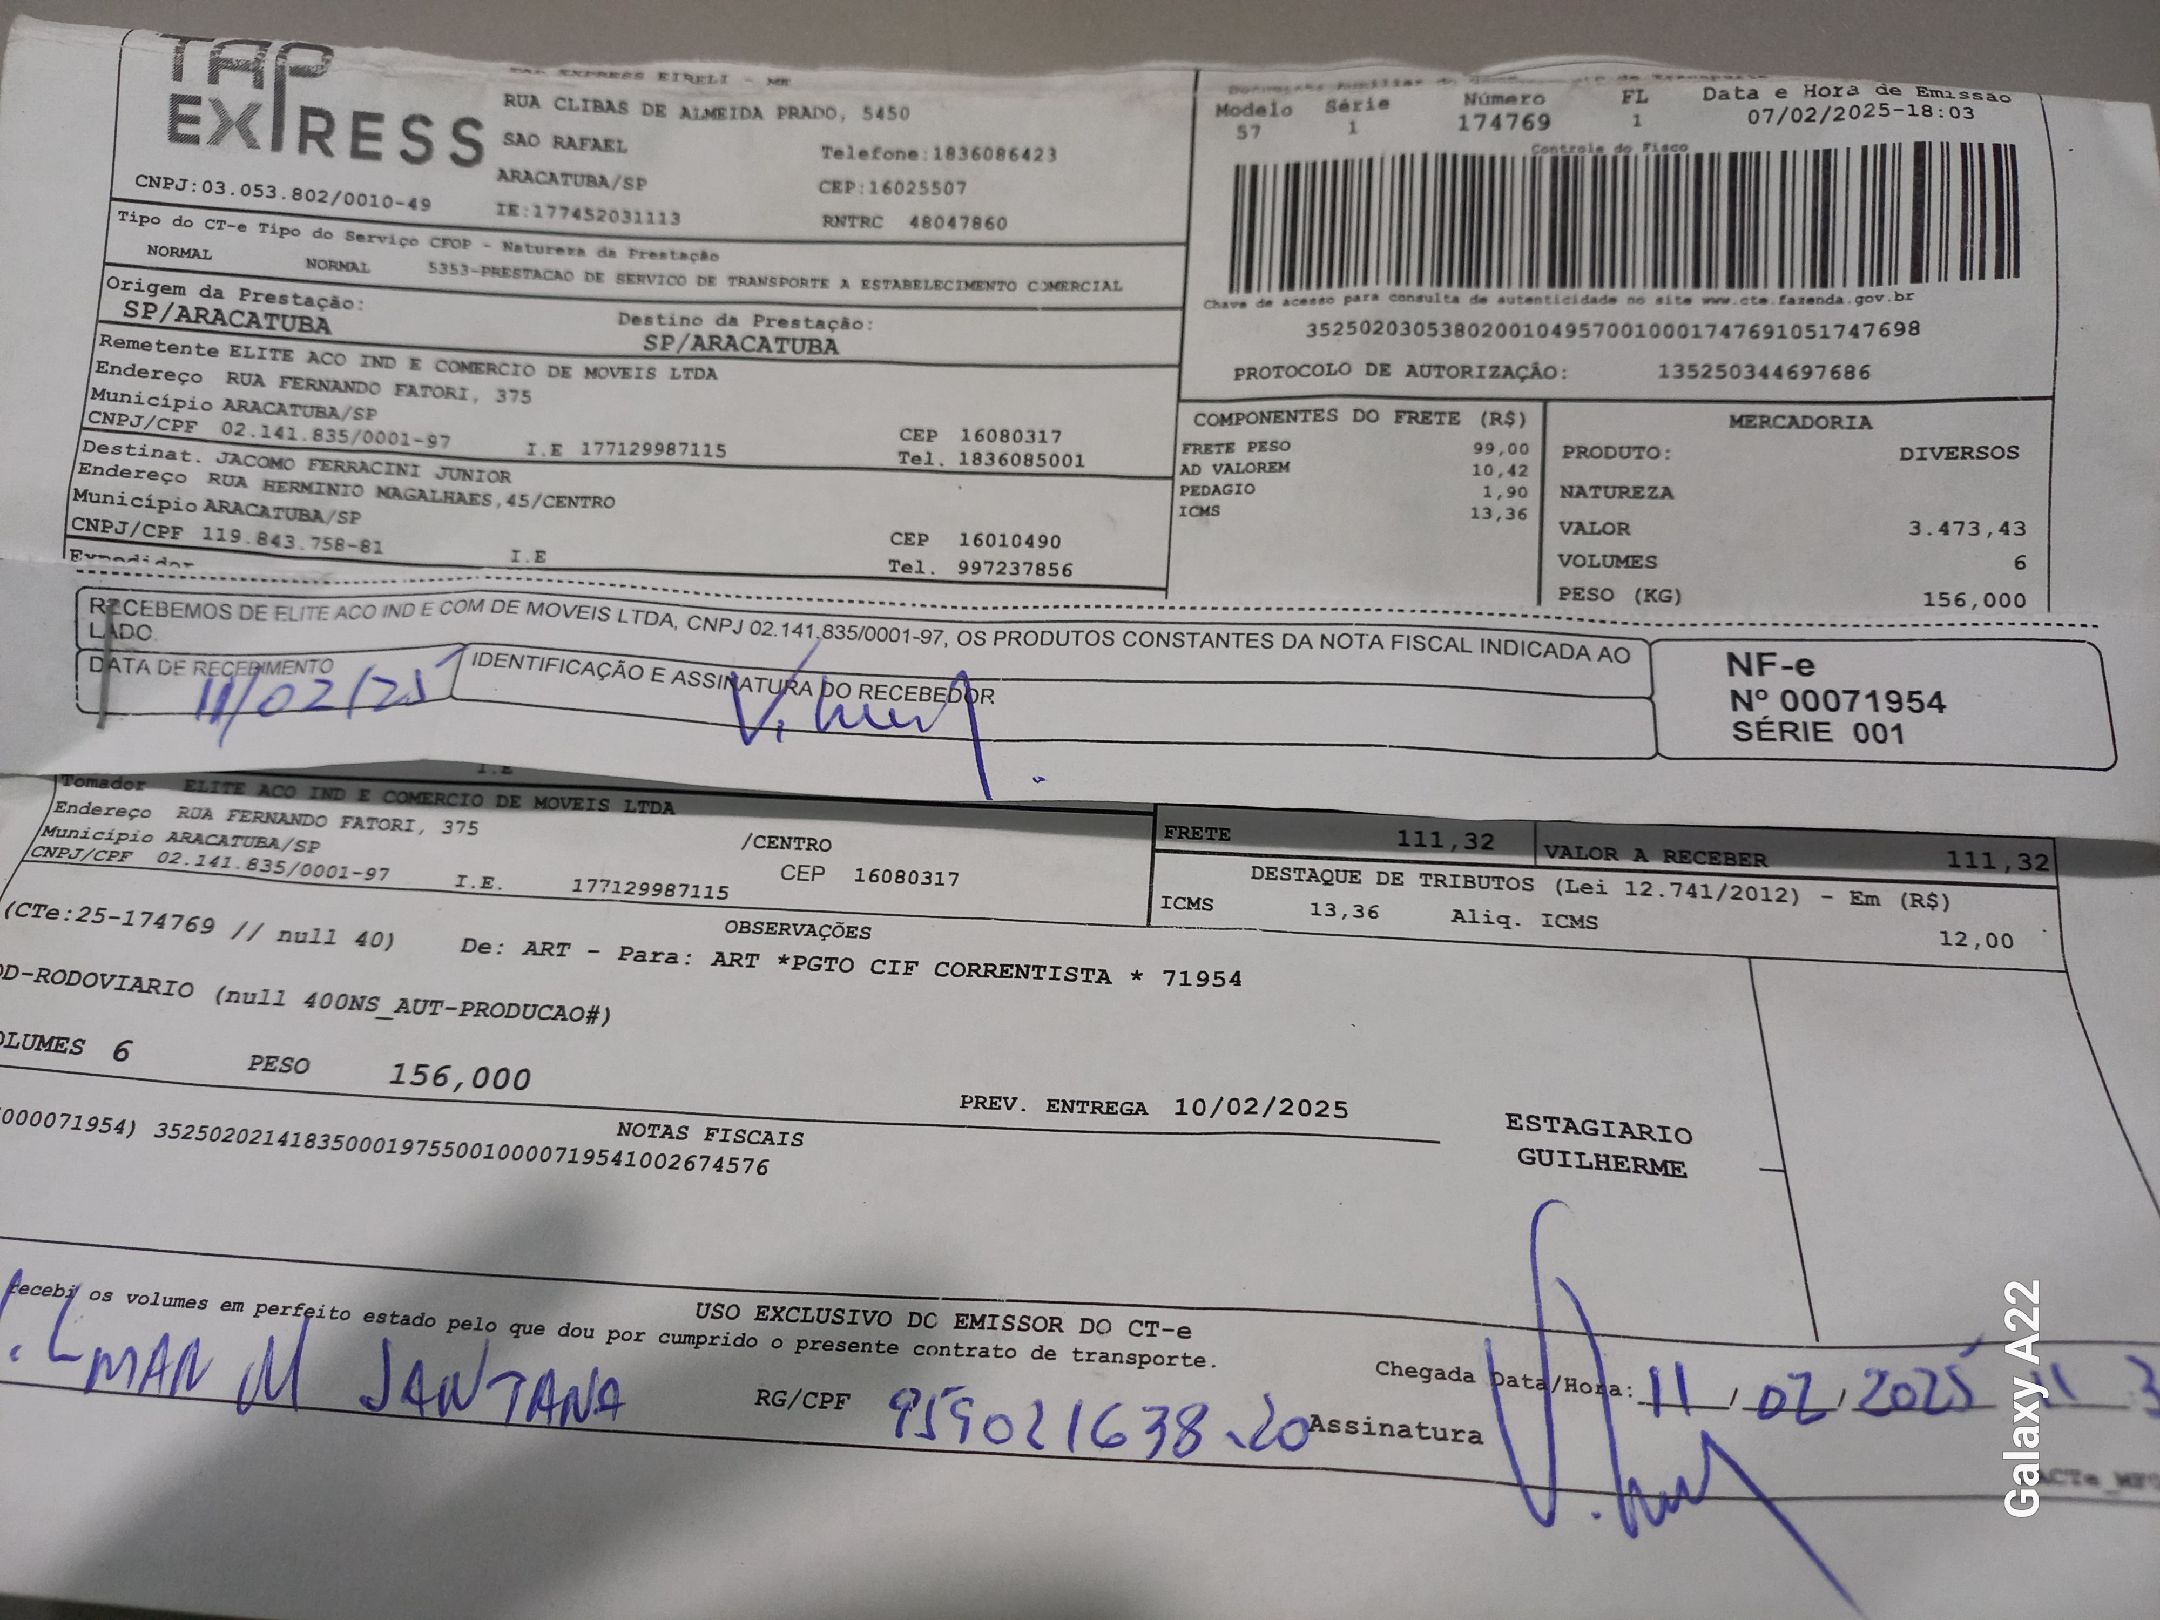 TAP
EXPRESS
TAP EXPRESS EIRELI - ME
RUA CLIBAS DE ALMEIDA PRADO, 5450
SAO RAFAEL
Telefone:1836086423
ARACATUBA/SP
CEP:16025507
CNPJ:03.053.802/0010-49
IE:177452031113
RNTRC 48047860
Modelo Série Número FL Data e Hora de Emissão
57 1 174769 1 07/02/2025-18:03
Controle do Fisco
Tipo do CT-e Tipo do Serviço CFOP - Natureza da Prestação
NORMAL NORMAL 5353-PRESTACAO DE SERVICO DE TRANSPORTE A ESTABELECIMENTO COMERCIAL
Chave de acesso para consulta de autenticidade no site www.cte.fazenda.gov.br
35250203053802001049570010001747691051747698
PROTOCOLO DE AUTORIZAÇÃO: 135250344697686
Origem da Prestação: Destino da Prestação:
SP/ARACATUBA SP/ARACATUBA
Remetente ELITE ACO IND E COMERCIO DE MOVEIS LTDA
Endereço RUA FERNANDO FATORI, 375
Município ARACATUBA/SP CEP 16080317
CNPJ/CPF 02.141.835/0001-97 I.E 177129987115 Tel. 1836085001
Destinat. JACOMO FERRACINI JUNIOR
Endereço RUA HERMINIO MAGALHAES,45/CENTRO
Município ARACATUBA/SP CEP 16010490
CNPJ/CPF 119.843.758-81 I.E Tel. 997237856
Expedidor
COMPONENTES DO FRETE (R$)
FRETE PESO 99,00
AD VALOREM 10,42
PEDAGIO 1,90
ICMS 13,36
MERCADORIA
PRODUTO: DIVERSOS
NATUREZA
VALOR 3.473,43
VOLUMES 6
PESO (KG) 156,000
RECEBEMOS DE ELITE ACO IND E COM DE MOVEIS LTDA, CNPJ 02.141.835/0001-97, OS PRODUTOS CONSTANTES DA NOTA FISCAL INDICADA AO
LADO.
DATA DE RECEBIMENTO IDENTIFICAÇÃO E ASSINATURA DO RECEBEDOR
11/02/25
NF-e
Nº 00071954
SÉRIE 001
I.E
Tomador ELITE ACO IND E COMERCIO DE MOVEIS LTDA
Endereço RUA FERNANDO FATORI, 375 /CENTRO
Município ARACATUBA/SP CEP 16080317
CNPJ/CPF 02.141.835/0001-97 I.E. 177129987115
FRETE 111,32 VALOR A RECEBER 111,32
DESTAQUE DE TRIBUTOS (Lei 12.741/2012) - Em (R$)
ICMS 13,36 Aliq. ICMS 12,00
OBSERVAÇÕES
(CTe:25-174769 // null 40) De: ART - Para: ART *PGTO CIF CORRENTISTA * 71954
OD-RODOVIARIO (null 400NS_AUT-PRODUCAO#)
OLUMES 6 PESO 156,000
PREV. ENTREGA 10/02/2025
NOTAS FISCAIS
000071954) 35250202141835000197550010000719541002674576
ESTAGIARIO
GUILHERME
USO EXCLUSIVO DO EMISSOR DO CT-e
recebi os volumes em perfeito estado pelo que dou por cumprido o presente contrato de transporte.
Chegada Data/Hora: 11 / 02 / 2025 11
MAN M SANTANA RG/CPF 959021638-20 Assinatura
Galaxy A22